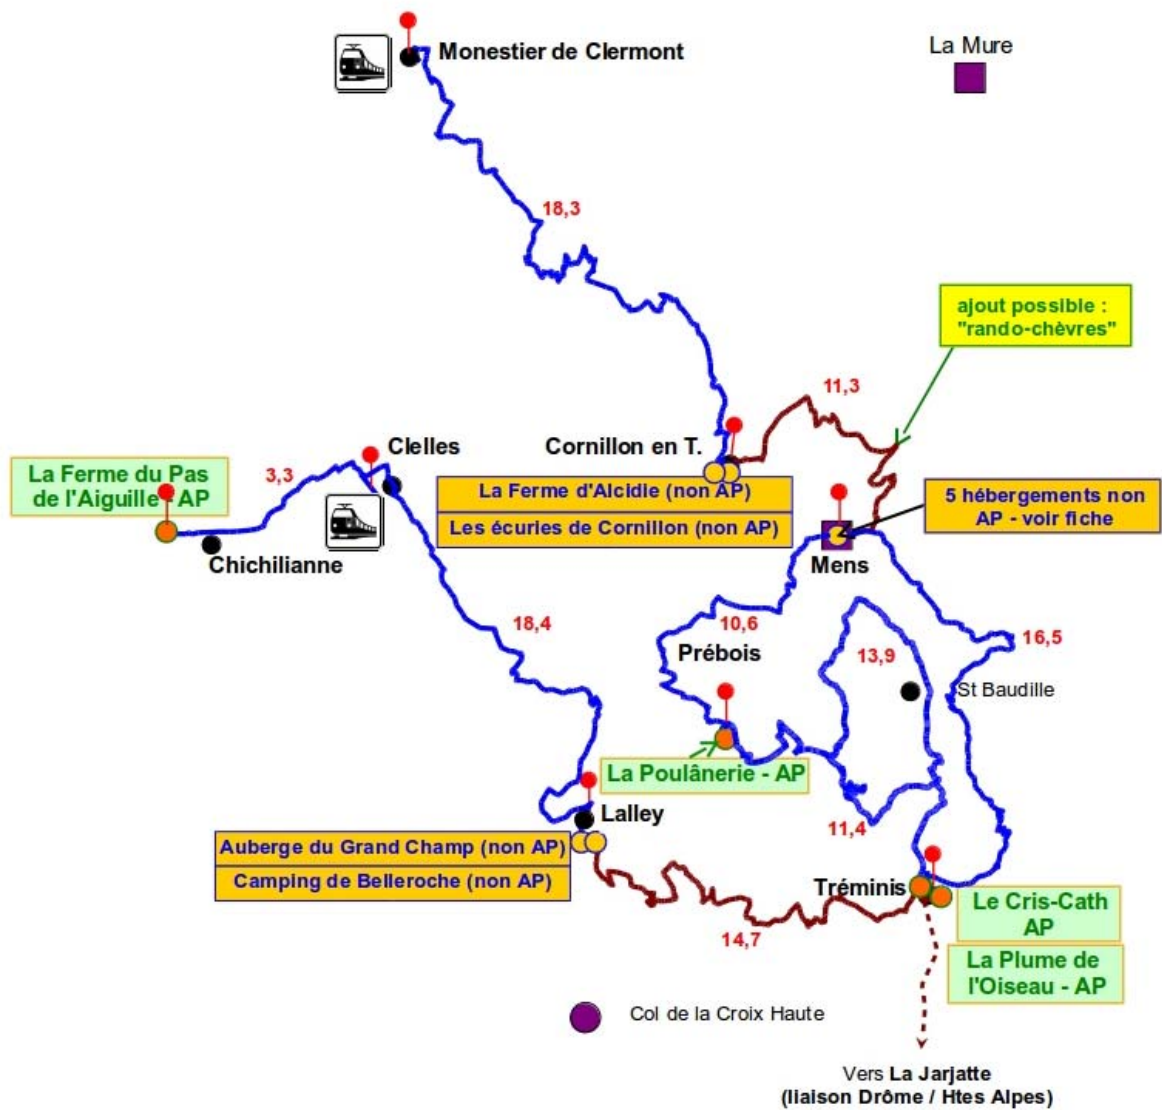 La Mure
Monestier de Clermont
18,3
ajout possible :
"rando-chèvres"
11,3
Clelles
Cornillon en T.
La Ferme du Pas
de l'Aiguille - AP
3,3
La Ferme d'Alcidie (non AP)
Les écuries de Cornillon (non AP)
5 hébergements non
AP - voir fiche
Chichilianne
Mens
18,4
10,6
16,5
Prébois
13,9
St Baudille
La Poulânerie - AP
Lalley
11,4
Auberge du Grand Champ (non AP)
Camping de Belleroche (non AP)
Tréminis
Le Cris-Cath
AP
14,7
La Plume de
l'Oiseau - AP
Col de la Croix Haute
Vers La Jarjatte
(liaison Drôme / Htes Alpes)